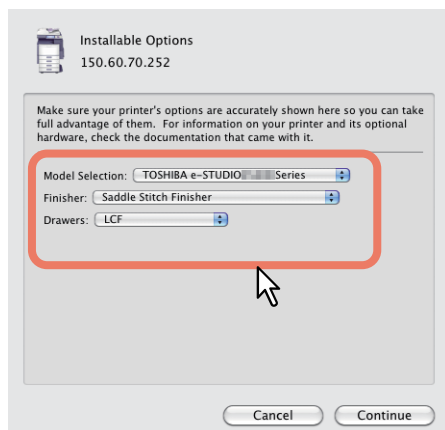 Installable Options
150.60.70.252
Make sure your printer's options are accurately shown here so you can take
full advantage of them. For information on your printer and its optional
hardware, check the documentation that came with it.
Model Selection: TOSHIBA e-STUDIO Series
Finisher: Saddle Stitch Finisher
Drawers: LCF
Cancel Continue